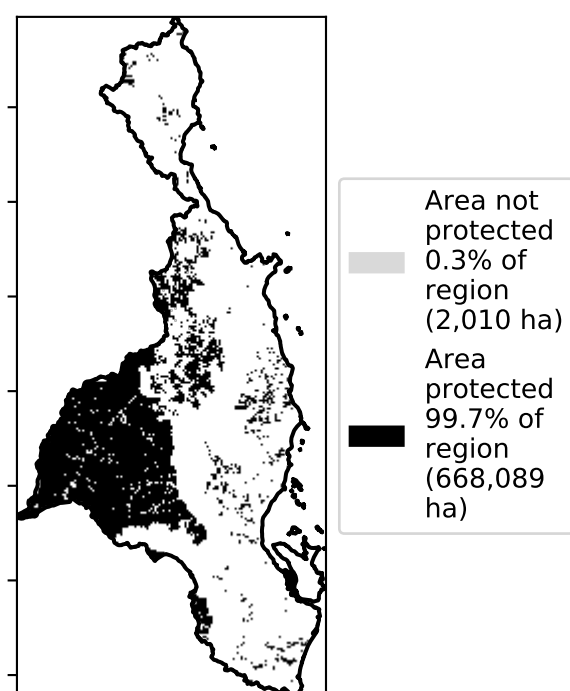 Area not
protected
0.3% of
region
(2,010 ha)
Area
protected
99.7% of
region
(668,089
ha)